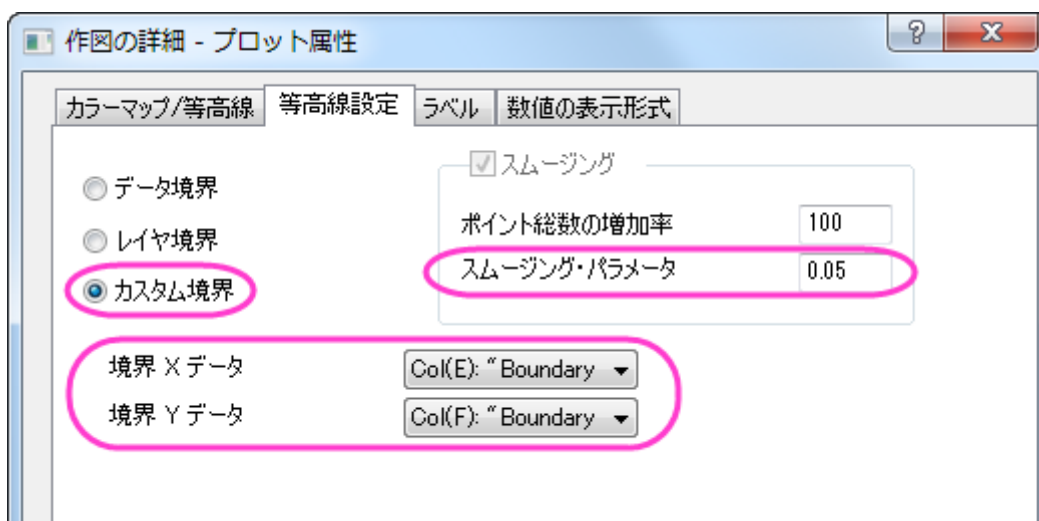 作図の詳細 - プロット属性
カラーマップ/等高線 等高線設定 ラベル 数値の表示形式
データ境界
レイヤ境界
カスタム境界
スムージング
ポイント総数の増加率 100
スムージング・パラメータ 0.05
境界 X データ Col(E): "Boundary
境界 Y データ Col(F): "Boundary